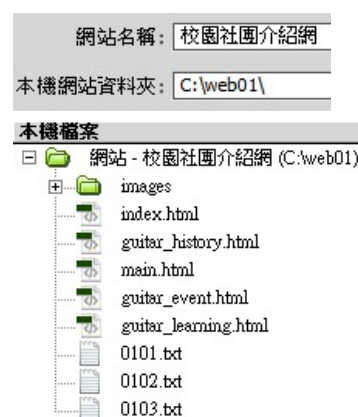 網站名稱: 校園社團介紹網
本機網站資料夾: C:\web01\
本機檔案
網站 - 校園社團介紹網 (C:\web01)
images
index.html
guitar_history.html
main.html
guitar_event.html
guitar_learning.html
0101.txt
0102.txt
0103.txt